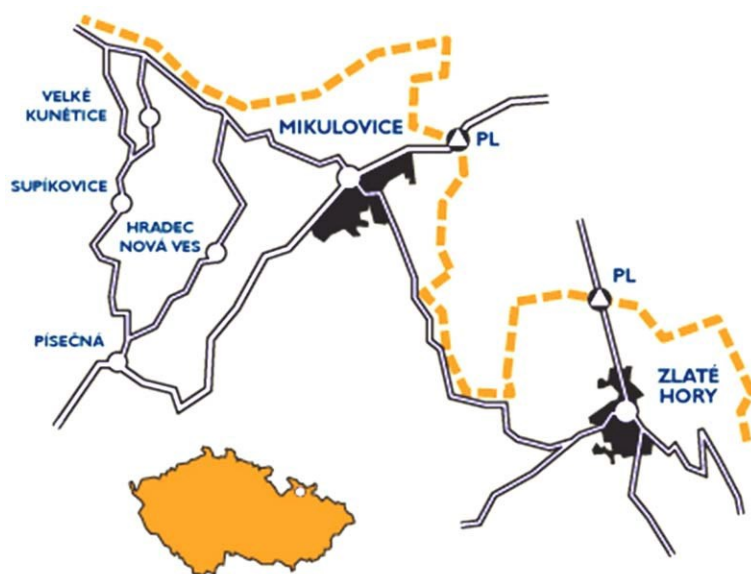 VELKÉ
KUNĚTICE
MIKULOVICE
PL
SUPÍKOVICE
HRADEC
NOVÁ VES
PL
PÍSEČNÁ
ZLATÉ
HORY